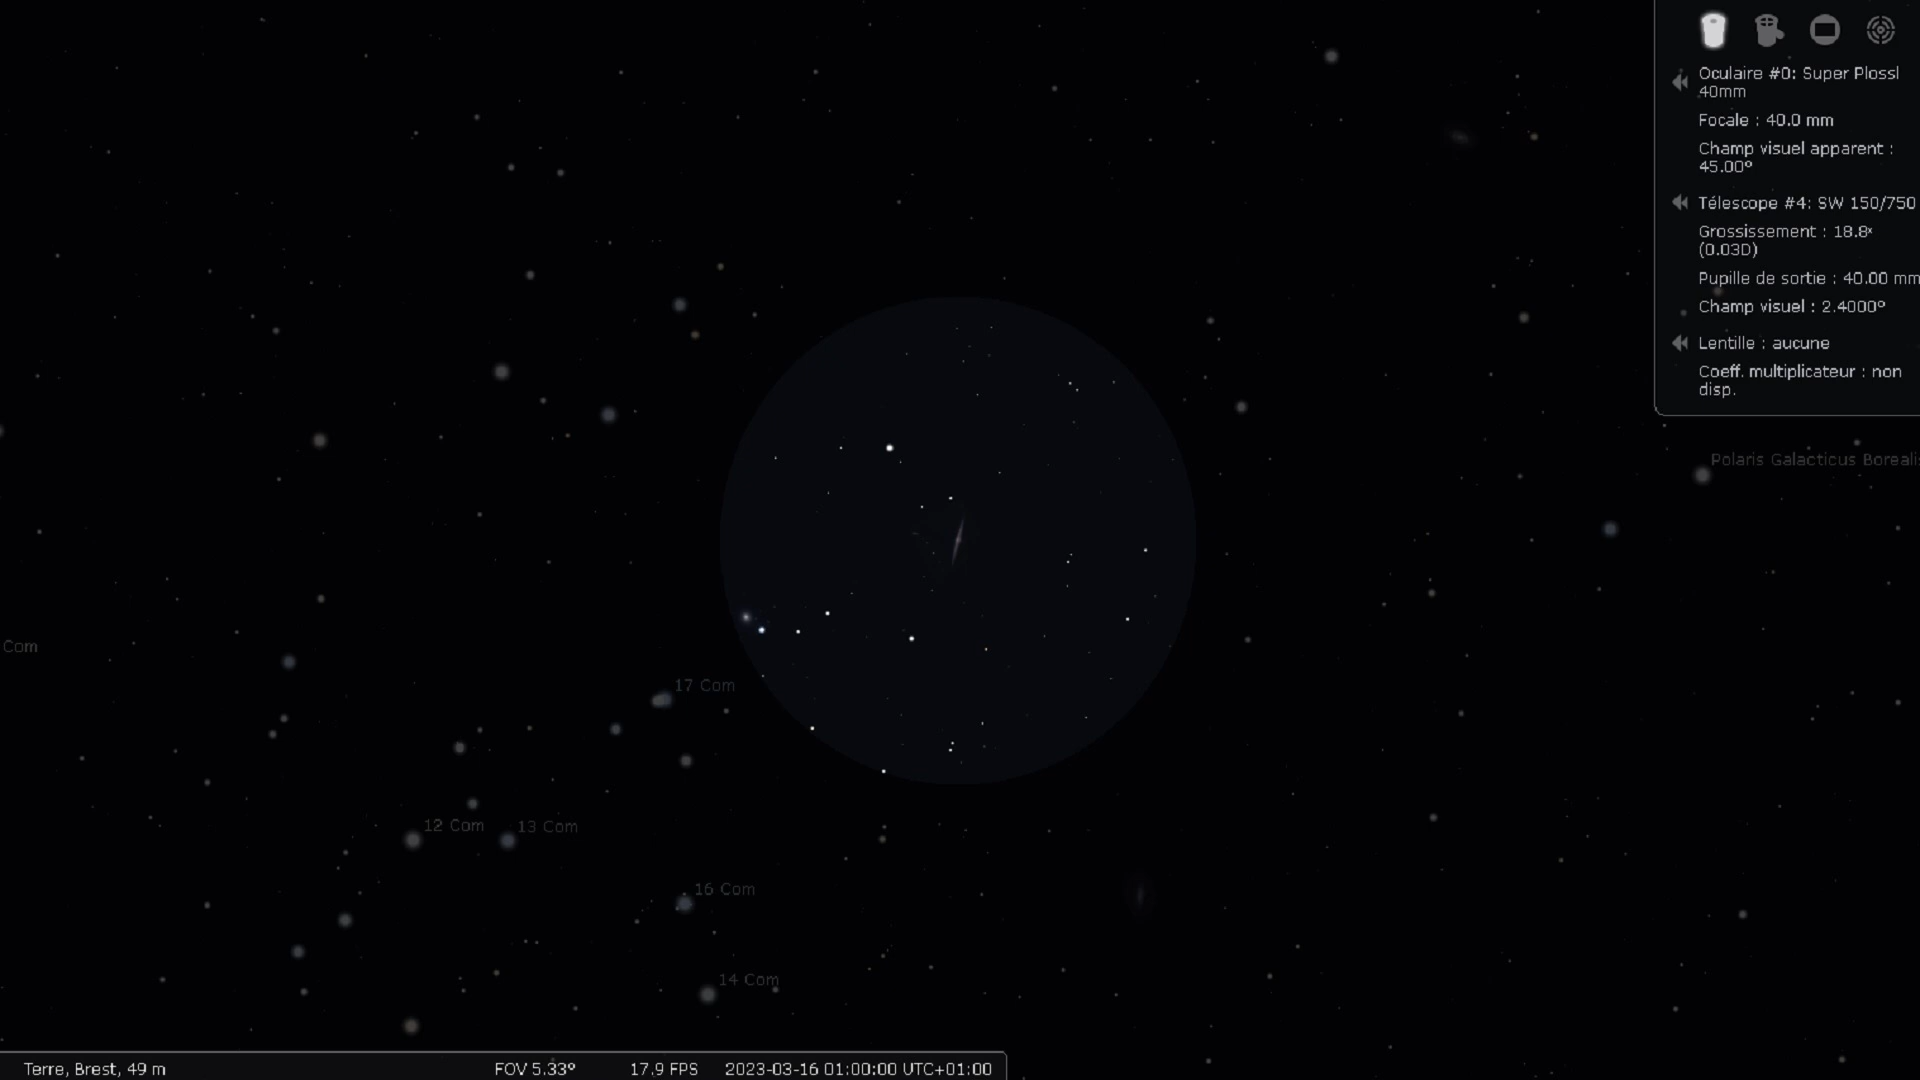 Oculaire #0: Super Plossl
40mm
Focale : 40.0 mm
Champ visuel apparent :
45.00°
Télescope #4: SW 150/750
Grossissement : 18.8ˣ
(0.03D)
Pupille de sortie : 40.00 mm
Champ visuel : 2.4000°
Lentille : aucune
Coeff. multiplicateur : non
disp.
Polaris Galacticus Borealis
Com
17 Com
12 Com
13 Com
16 Com
14 Com
Terre, Brest, 49 m
FOV 5.33°
17.9 FPS
2023-03-16 01:00:00 UTC+01:00